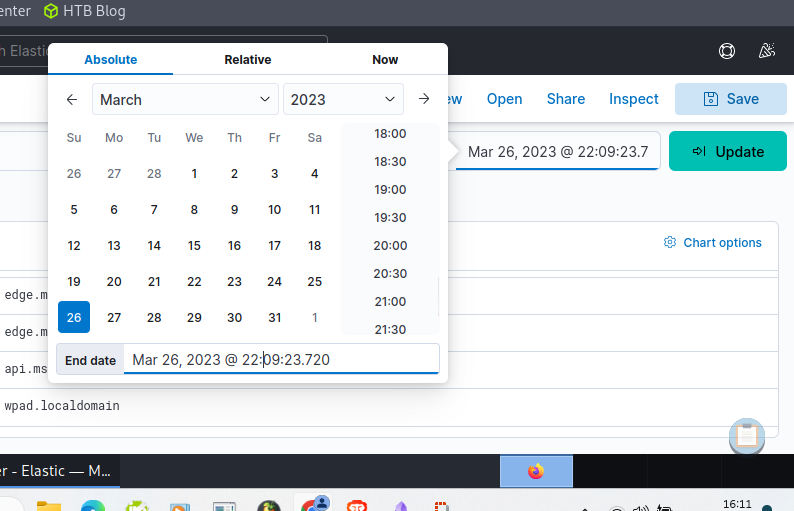 enter HTB Blog
h Elastic
Absolute Relative Now
March 2023
ew Open Share Inspect Save
Su Mo Tu We Th Fr Sa
26 27 28 1 2 3 4
5 6 7 8 9 10 11
12 13 14 15 16 17 18
19 20 21 22 23 24 25
26 27 28 29 30 31 1
18:00
18:30
19:00
19:30
20:00
20:30
21:00
21:30
Mar 26, 2023 @ 22:09:23.7
Update
Chart options
End date Mar 26, 2023 @ 22:09:23.720
edge.m
edge.m
api.ms
wpad.localdomain
er - Elastic — M...
16:11